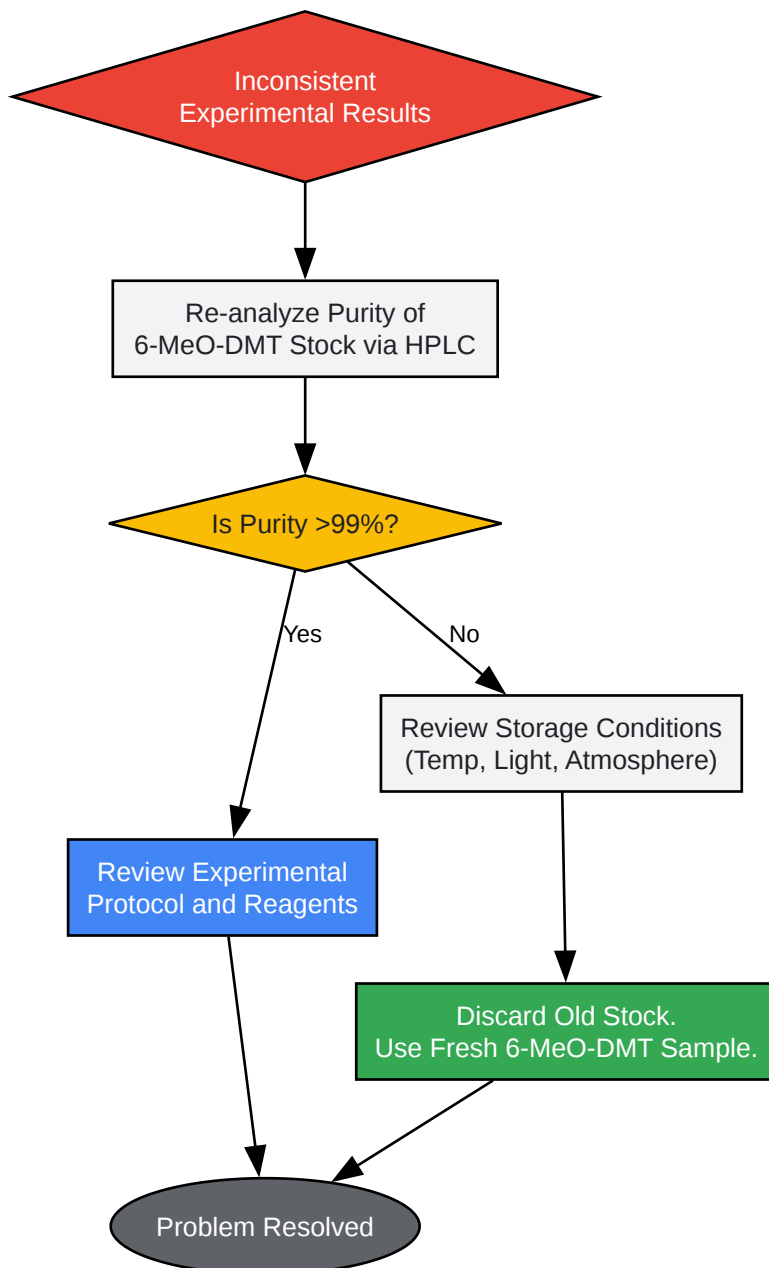 Inconsistent
Experimental Results
Re-analyze Purity of
6-MeO-DMT Stock via HPLC
Is Purity >99%?
Yes
No
Review Storage Conditions
(Temp, Light, Atmosphere)
Review Experimental
Protocol and Reagents
Discard Old Stock.
Use Fresh 6-MeO-DMT Sample.
Problem Resolved